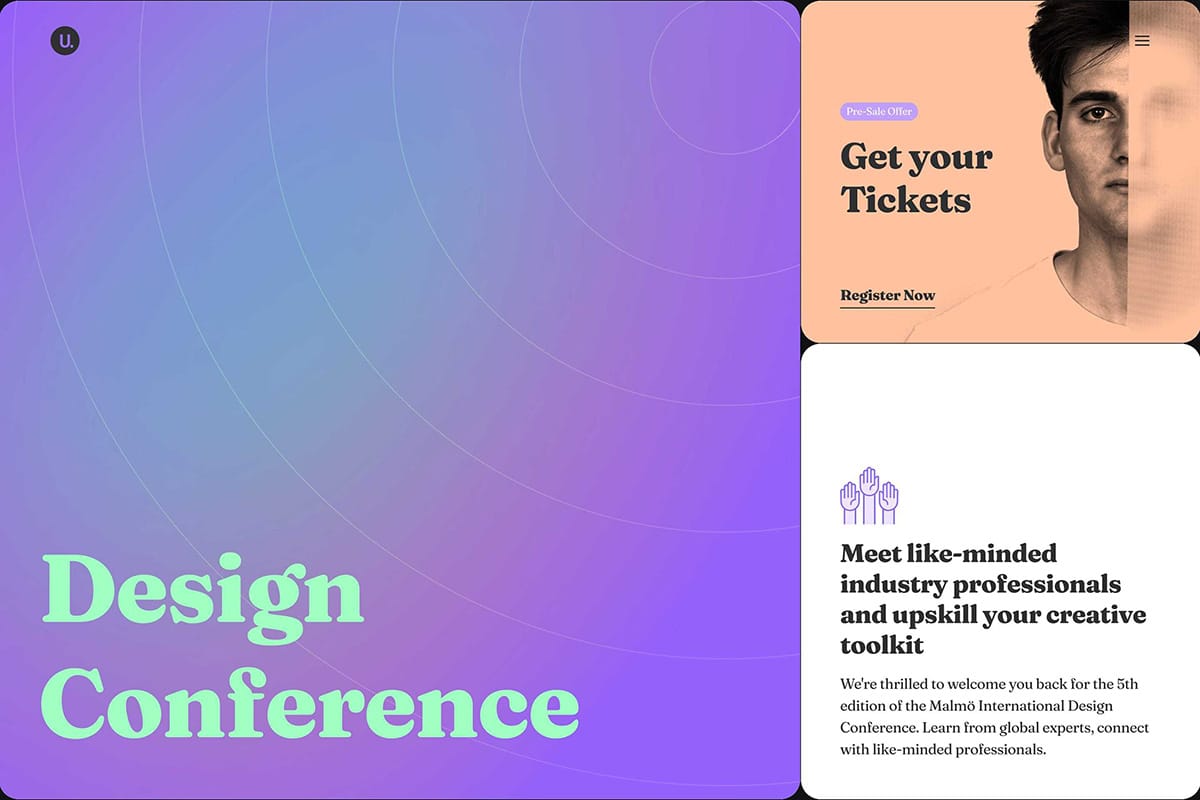 U.
Design
Conference
Pre-Sale Offer
Get your
Tickets
Register Now
Meet like-minded
industry professionals
and upskill your creative
toolkit
We're thrilled to welcome you back for the 5th
edition of the Malmö International Design
Conference. Learn from global experts, connect
with like-minded professionals.